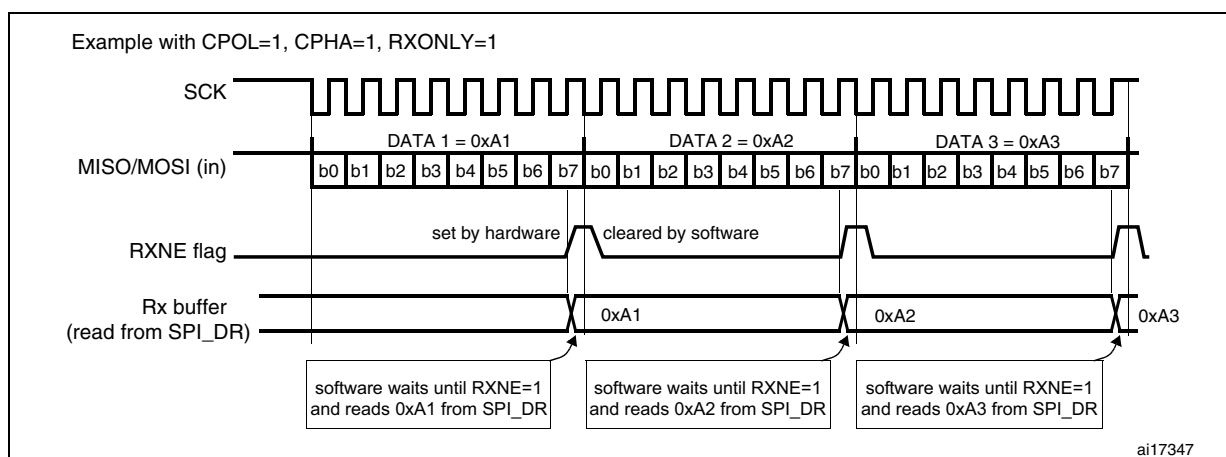 Example with CPOL=1, CPHA=1, RXONLY=1
SCK
DATA 1 = 0xA1 DATA 2 = 0xA2 DATA 3 = 0xA3
MISO/MOSI (in)
b0 b1 b2 b3 b4 b5 b6 b7 b0 b1 b2 b3 b4 b5 b6 b7 b0 b1 b2 b3 b4 b5 b6 b7
set by hardware cleared by software
RXNE flag
Rx buffer
(read from SPI_DR)
0xA1 0xA2 0xA3
software waits until RXNE=1
and reads 0xA1 from SPI_DR
software waits until RXNE=1
and reads 0xA2 from SPI_DR
software waits until RXNE=1
and reads 0xA3 from SPI_DR
ai17347